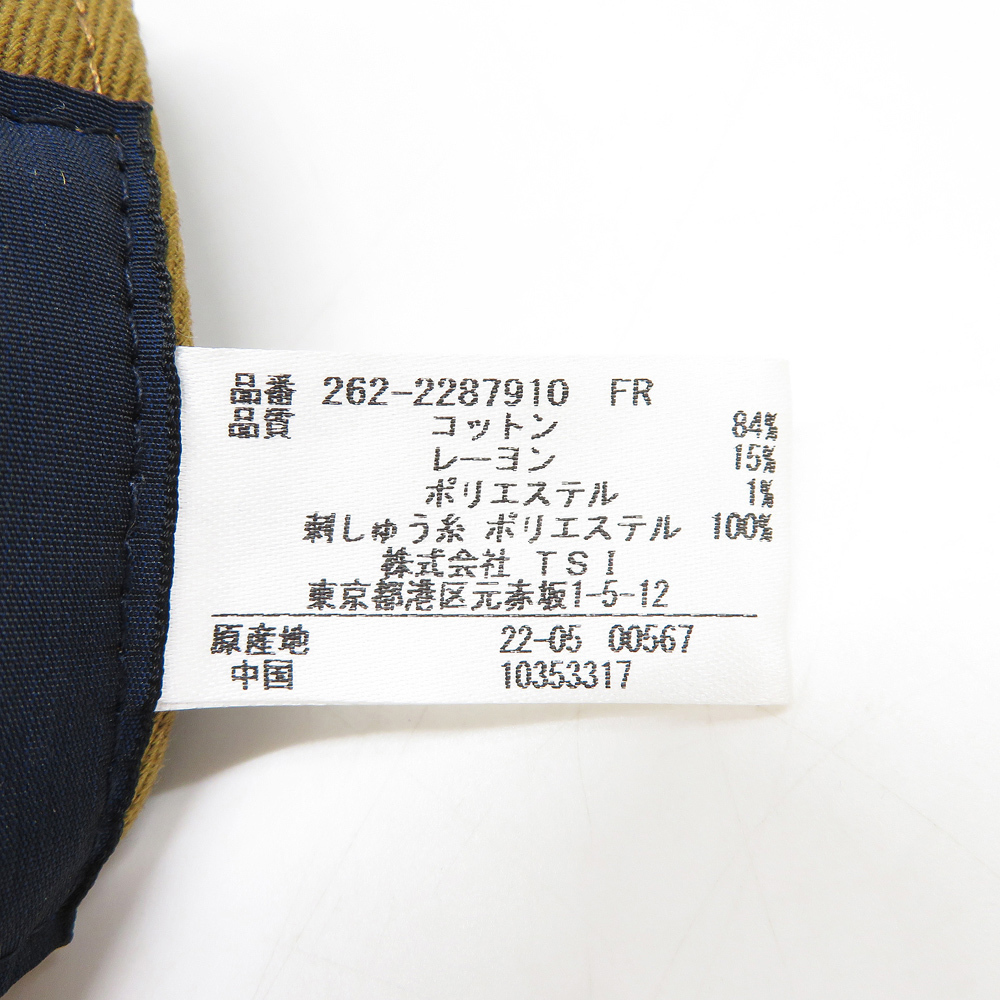 品番 262-2287910 FR
品質 コットン 84%
レーヨン 15%
ポリエステル 1%
刺しゅう糸 ポリエステル 100%
株式会社 TSI
東京都港区元赤坂1-5-12
原産地 22-05 00567
中国 10353317